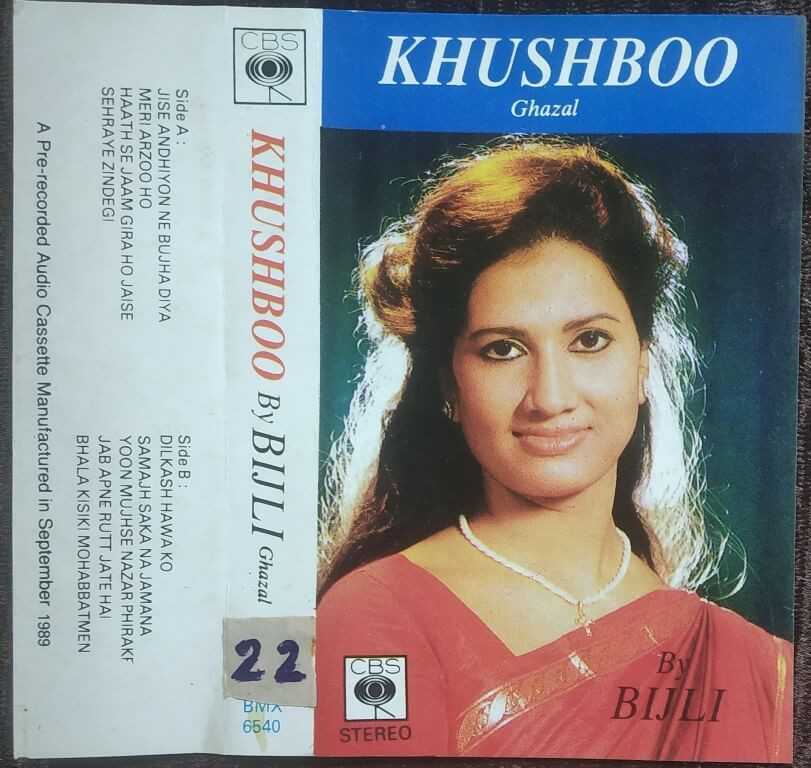 KHUSHBOO
Ghazal
By
BIJLI
CBS
STEREO
CBS
KHUSHBOO By BIJLI Ghazal
22
BMX
6540
Side A :
JISE ANDHIYON NE BUJHA DIYA
MERI ARZOO HO
HAATH SE JAAM GIRA HO JAISE
SEHRAYE ZINDEGI
Side B :
DILKASH HAWA KO
SAMAJH SAKA NA JAMANA
YOON MUJHSE NAZAR PHIRAKE
JAB APNE RUTT JATE HAI
BHALA KISIKI MOHABBATMEN
A Pre-recorded Audio Cassette Manufactured in September 1989